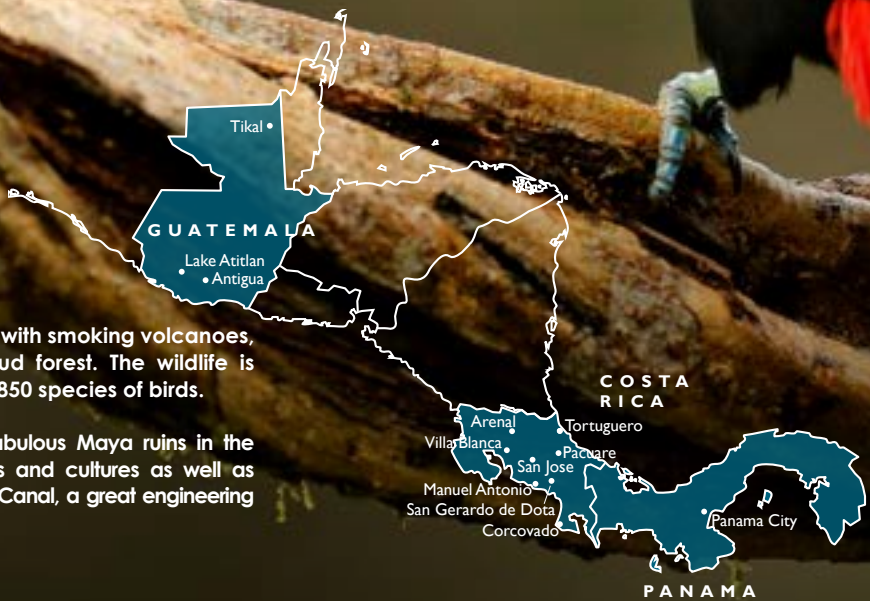 Tikal
GUATEMALA
Lake Atitlan
Antigua
with smoking volcanoes,
ud forest. The wildlife is
850 species of birds.
abulous Maya ruins in the
s and cultures as well as
Canal, a great engineering
COSTA
RICA
Arenal
Tortuguero
Villa Blanca
Pacuare
San Jose
Manuel Antonio
San Gerardo de Dota
Corcovado
Panama City
PANAMA